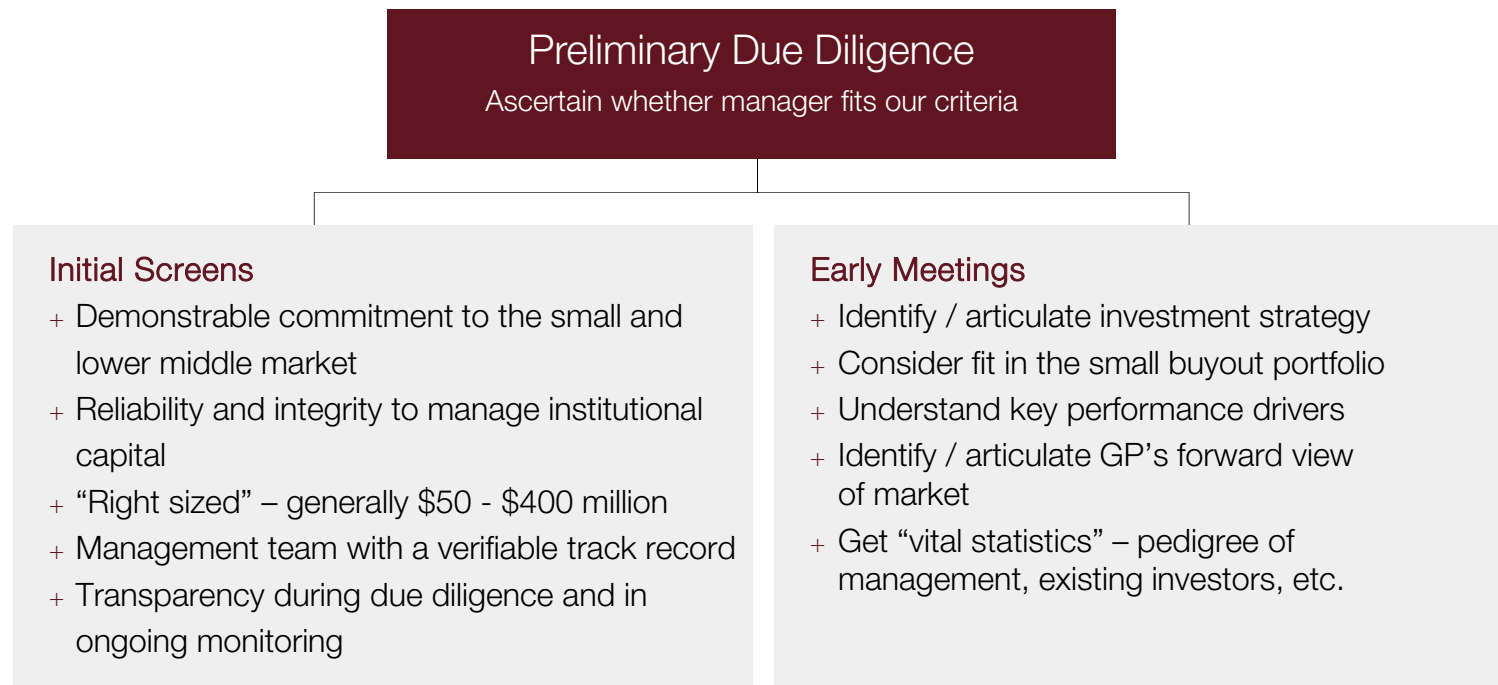 Preliminary Due Diligence
Ascertain whether manager fits our criteria
Initial Screens
+ Demonstrable commitment to the small and
lower middle market
+ Reliability and integrity to manage institutional
capital
+ “Right sized” – generally $50 - $400 million
+ Management team with a verifiable track record
+ Transparency during due diligence and in
ongoing monitoring
Early Meetings
+ Identify / articulate investment strategy
+ Consider fit in the small buyout portfolio
+ Understand key performance drivers
+ Identify / articulate GP’s forward view
of market
+ Get “vital statistics” – pedigree of
management, existing investors, etc.